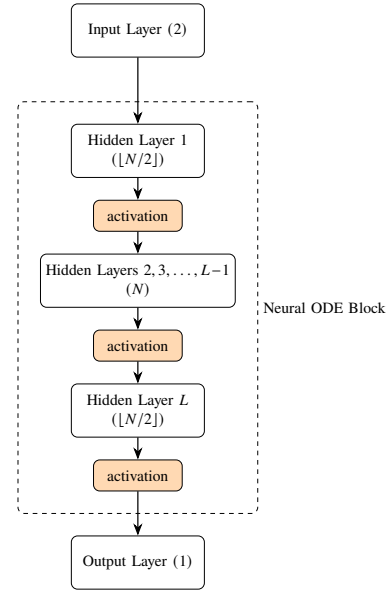 Input Layer (2)
Hidden Layer 1
(⌊N/2⌋)
activation
Hidden Layers 2, 3, . . . , L−1
(N)
activation
Neural ODE Block
Hidden Layer L
(⌊N/2⌋)
activation
Output Layer (1)